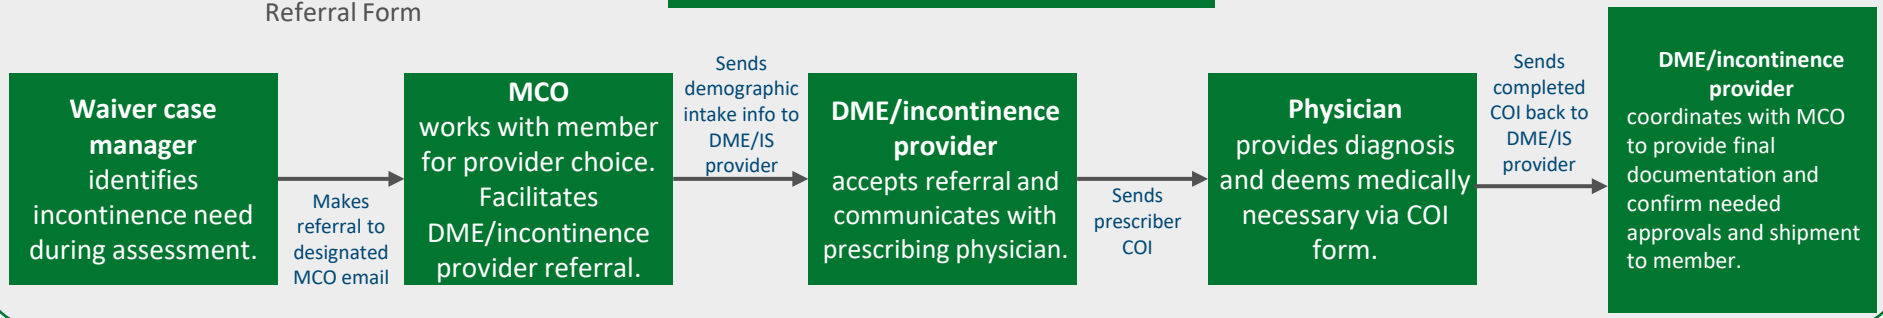 Referral Form
Waiver case
manager
identifies
incontinence need
during assessment.
Makes
referral to
designated
MCO email
MCO
works with member
for provider choice.
Facilitates
DME/incontinence
provider referral.
Sends
demographic
intake info to
DME/IS
provider
DME/incontinence
provider
accepts referral and
communicates with
prescribing physician.
Sends
prescriber
COI
Physician
provides diagnosis
and deems medically
necessary via COI
form.
Sends
completed
COI back to
DME/IS
provider
DME/incontinence
provider
coordinates with MCO
to provide final
documentation and
confirm needed
approvals and shipment
to member.